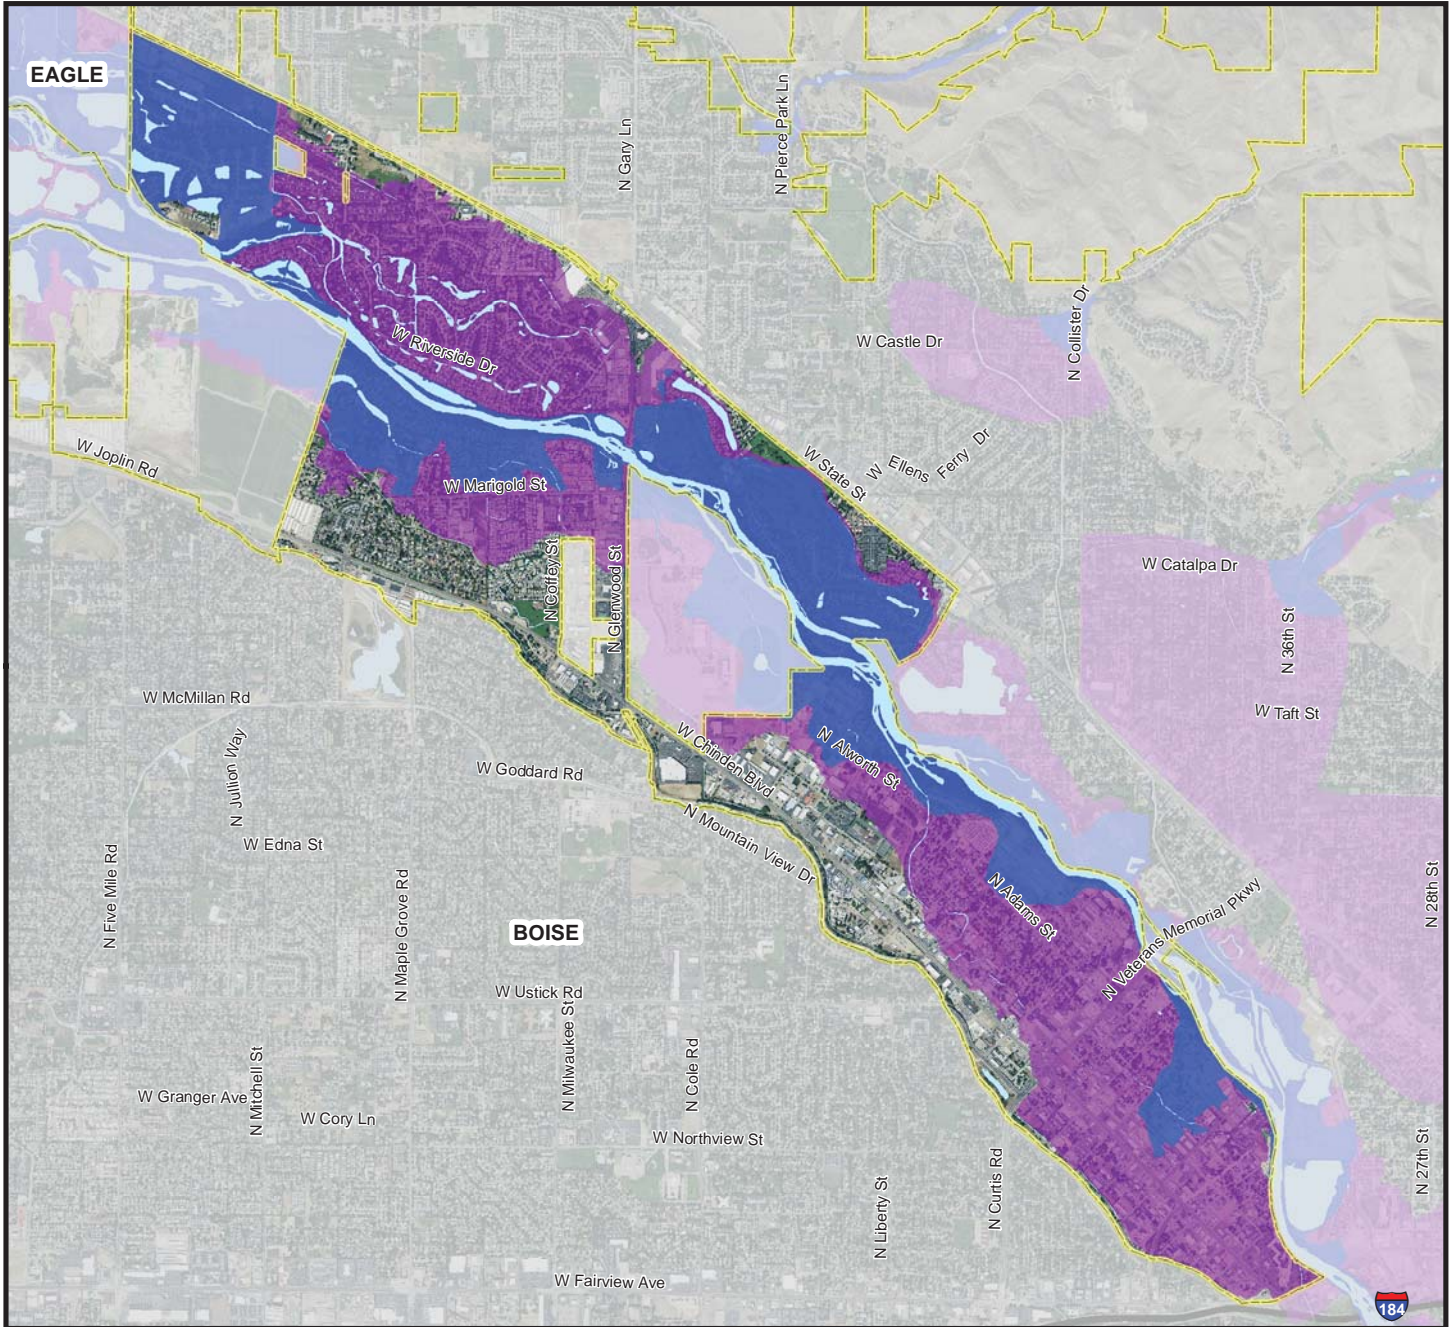 EAGLE
N Gary Ln
N Pierce Park Ln
W Castle Dr
N Collister Dr
W Riverside Dr
W Joplin Rd
W State St
W Ellens Ferry Dr
W Marigold St
N Coffey St
N Glenwood St
W Catalpa Dr
N 36th St
W McMillan Rd
W Taft St
N Jullion Way
W Goddard Rd
W Chinden Blvd
N Alworth St
W Edna St
N Mountain View Dr
N Five Mile Rd
N Maple Grove Rd
N Adams St
N 28th St
BOISE
N Veterans Memorial Pkwy
W Ustick Rd
N Milwaukee St
N Cole Rd
N Mitchell St
W Granger Ave
W Cory Ln
W Northview St
N 27th St
N Liberty St
N Curtis Rd
W Fairview Ave
184